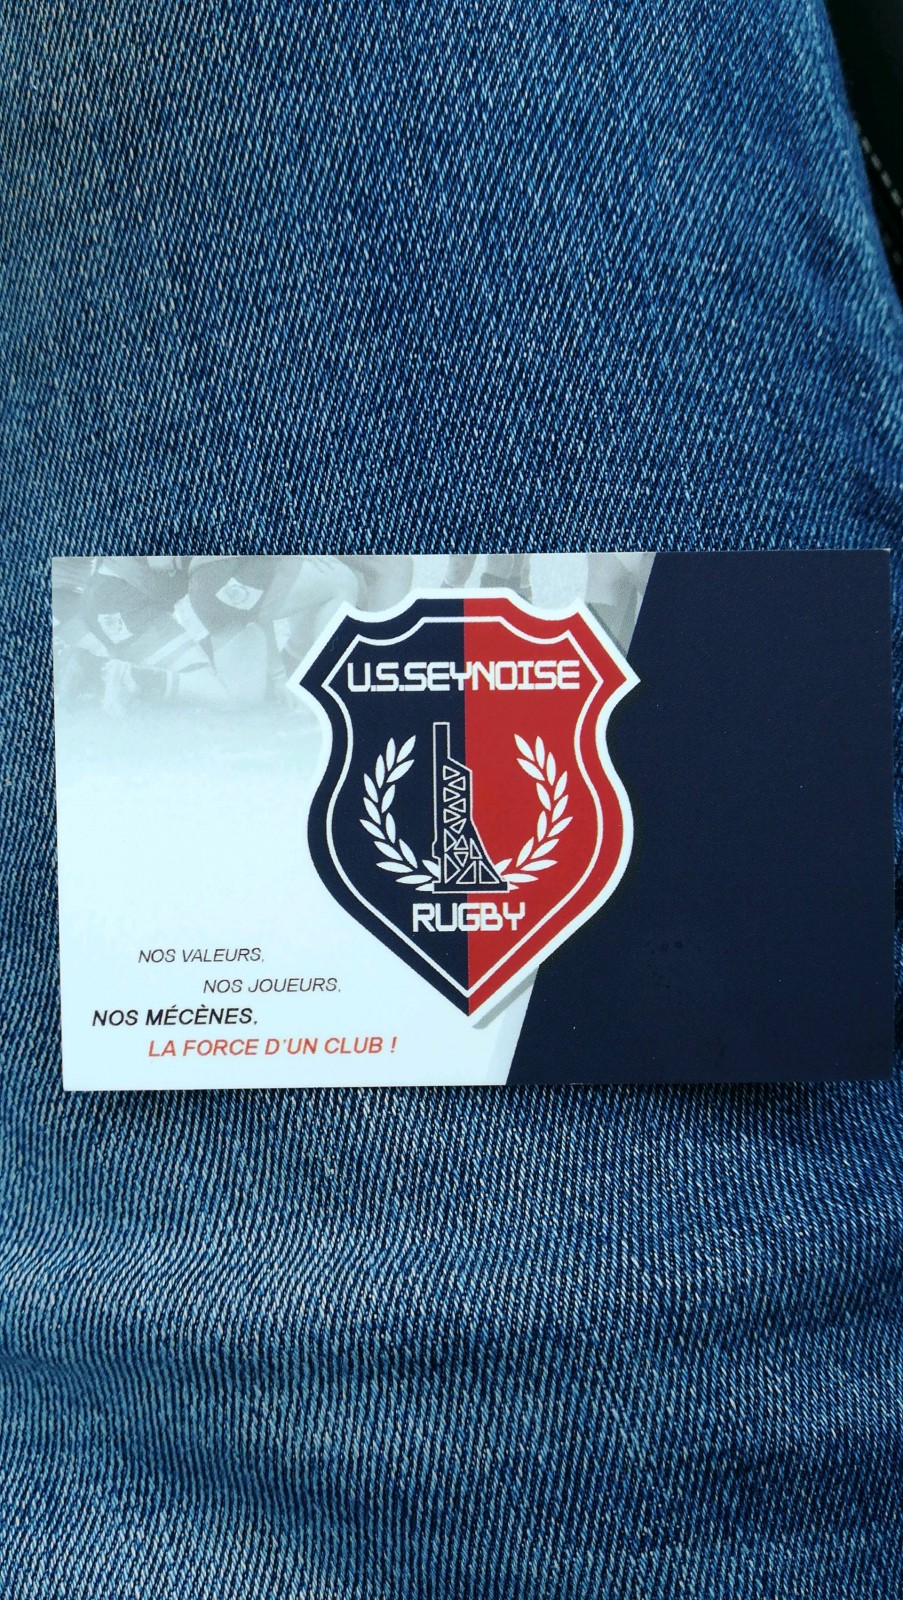 U.S.SEYNOISE
RUGBY
NOS VALEURS,
NOS JOUEURS,
NOS MÉCÈNES,
LA FORCE D'UN CLUB !